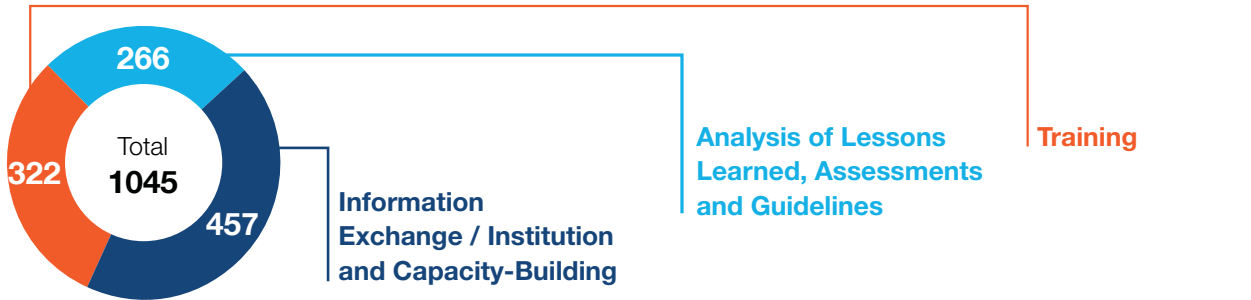 266
Total
1045
322
457
Information
Exchange / Institution
and Capacity-Building
Analysis of Lessons
Learned, Assessments
and Guidelines
Training